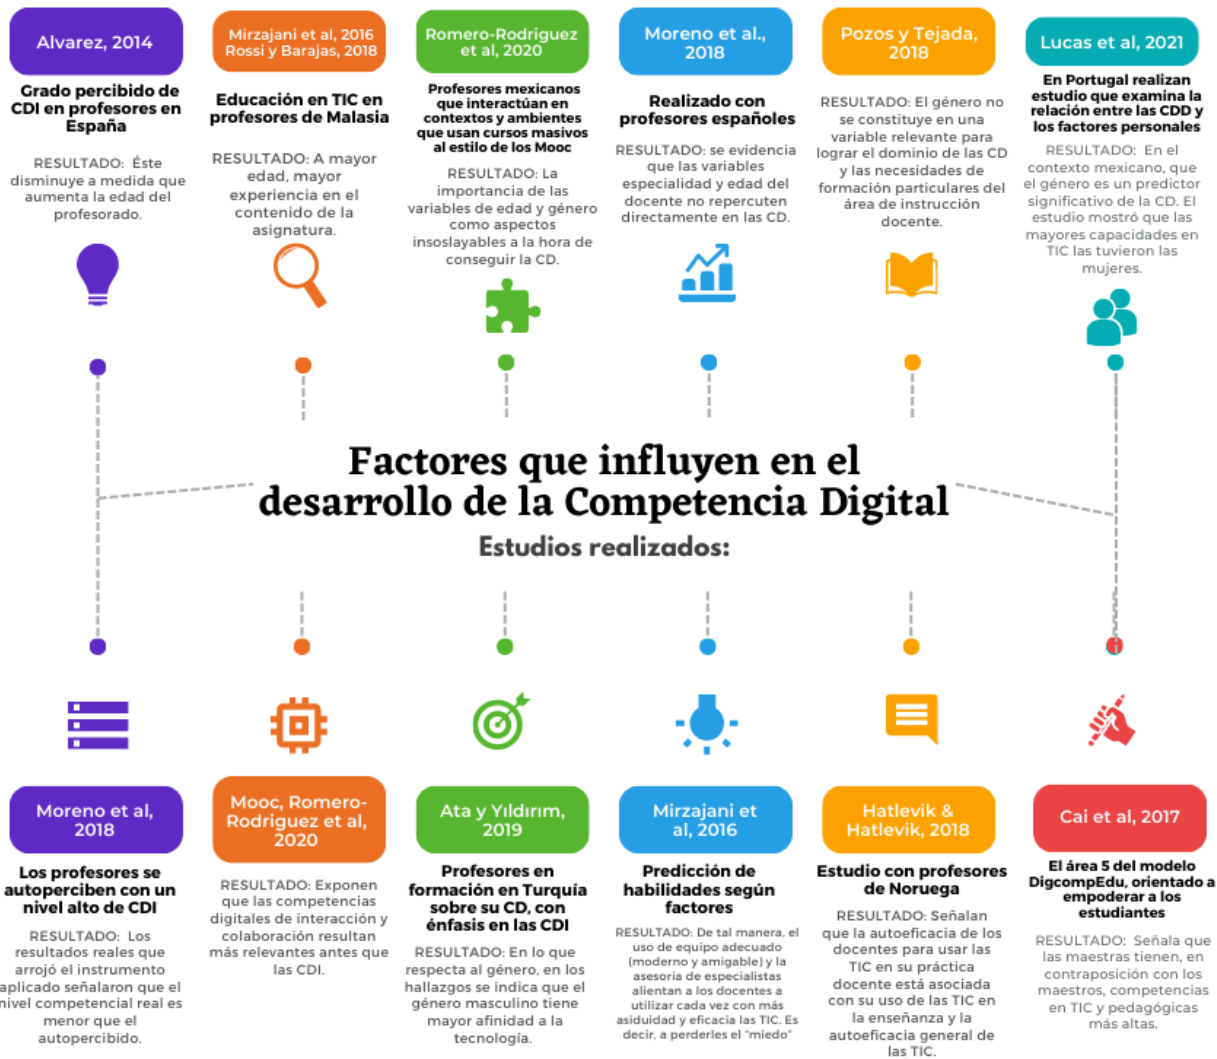 Alvarez, 2014
Grado percibido de
CDI en profesores en
España
RESULTADO: Éste
disminuye a medida que
aumenta la edad del
profesorado.
Mirzajani et al, 2016
Rossi y Barajas, 2018
Educación en TIC en
profesores de Malasia
RESULTADO: A mayor
edad, mayor
experiencia en el
contenido de la
asignatura.
Romero-Rodriguez
et al, 2020
Profesores mexicanos
que interactúan en
contextos y ambientes
que usan cursos masivos
al estilo de los Mooc
RESULTADO: La
importancia de las
variables de edad y género
como aspectos
insoslayables a la hora de
conseguir la CD.
Moreno et al.,
2018
Realizado con
profesores españoles
RESULTADO: se evidencia
que las variables
especialidad y edad del
docente no repercuten
directamente en las CD.
Pozos y Tejada,
2018
RESULTADO: El género no
se constituye en una
variable relevante para
lograr el dominio de las CD
y las necesidades de
formación particulares del
área de instrucción
docente.
Lucas et al, 2021
En Portugal realizan
estudio que examina la
relación entre las CDD y
los factores personales
RESULTADO: En el
contexto mexicano, que
el género es un predictor
significativo de la CD. El
estudio mostró que las
mayores capacidades en
TIC las tuvieron las
mujeres.
Factores que influyen en el
desarrollo de la Competencia Digital
Estudios realizados:
Moreno et al,
2018
Los profesores se
autoperciben con un
nivel alto de CDI
RESULTADO: Los
resultados reales que
arrojó el instrumento
aplicado señalaron que el
nivel competencial real es
menor que el
autopercibido.
Mooc, Romero-
Rodriguez et al,
2020
RESULTADO: Exponen
que las competencias
digitales de interacción y
colaboración resultan
más relevantes antes que
las CDI.
Ata y Yıldırım,
2019
Profesores en
formación en Turquía
sobre su CD, con
énfasis en las CDI
RESULTADO: En lo que
respecta al género, en los
hallazgos se indica que el
género masculino tiene
mayor afinidad a la
tecnología.
Mirzajani et
al, 2016
Predicción de
habilidades según
factores
RESULTADO: De tal manera, el
uso de equipo adecuado
(moderno y amigable) y la
asesoría de especialistas
alientan a los docentes a
utilizar cada vez con más
asiduidad y eficacia las TIC. Es
decir, a perderles el "miedo"
Hatlevik &
Hatlevik, 2018
Estudio con profesores
de Noruega
RESULTADO: Señalan
que la autoeficacia de los
docentes para usar las
TIC en su práctica
docente está asociada
con su uso de las TIC en
la enseñanza y la
autoeficacia general de
las TIC.
Cai et al, 2017
El área 5 del modelo
DigcompEdu, orientado a
empoderar a los
estudiantes
RESULTADO: Señala que
las maestras tienen, en
contraposición con los
maestros, competencias
en TIC y pedagógicas
más altas.